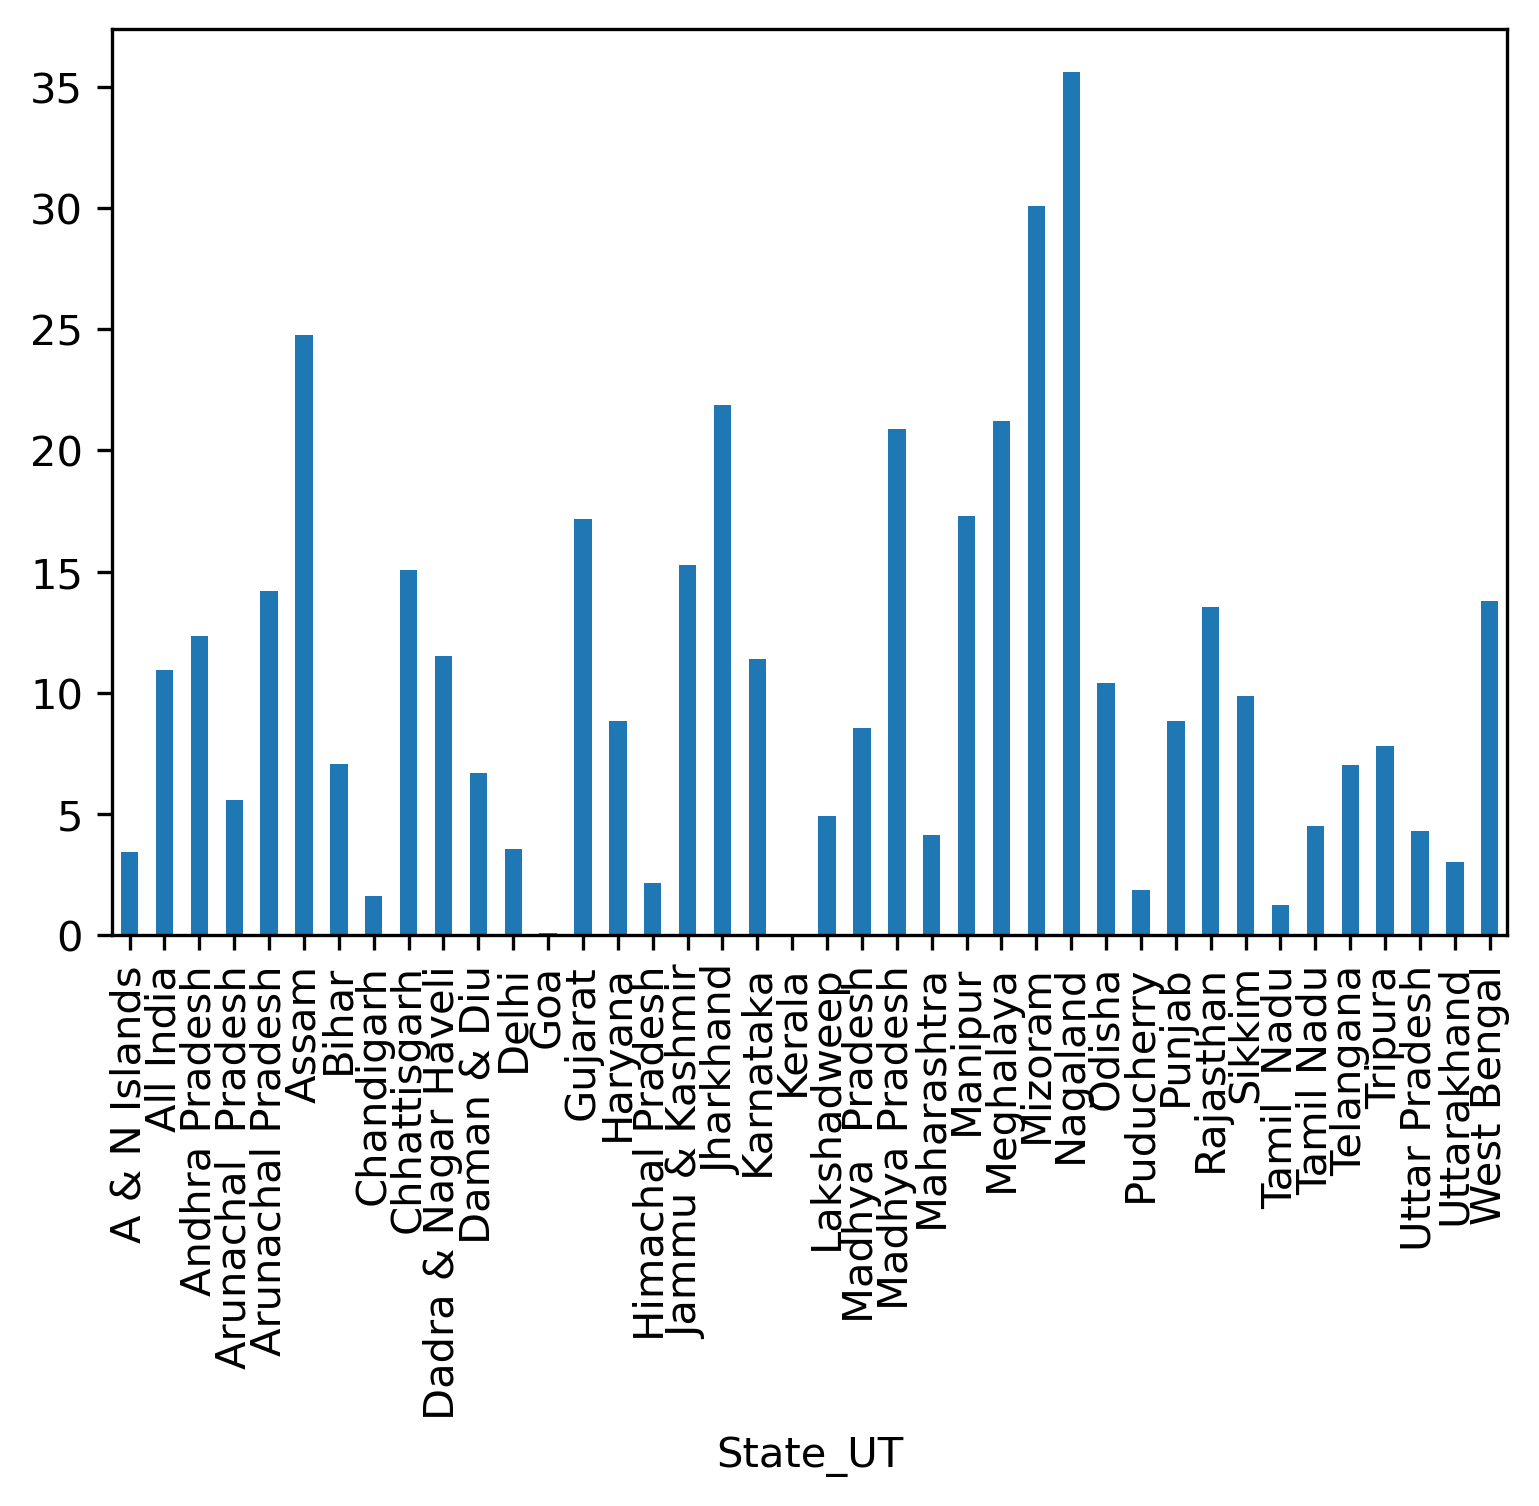 35
30
25
20
15
10
5
0
A & N Islands
All India
Andhra Pradesh
Arunachal  Pradesh
Arunachal Pradesh
Assam
Bihar
Chandigarh
Chhattisgarh
Dadra & Nagar Haveli
Daman & Diu
Delhi
Goa
Gujarat
Haryana
Himachal Pradesh
Jammu & Kashmir
Jharkhand
Karnataka
Kerala
Lakshadweep
Madhya  Pradesh
Madhya Pradesh
Maharashtra
Manipur
Meghalaya
Mizoram
Nagaland
Odisha
Puducherry
Punjab
Rajasthan
Sikkim
Tamil  Nadu
Tamil Nadu
Telangana
Tripura
Uttar Pradesh
Uttarakhand
West Bengal
State_UT